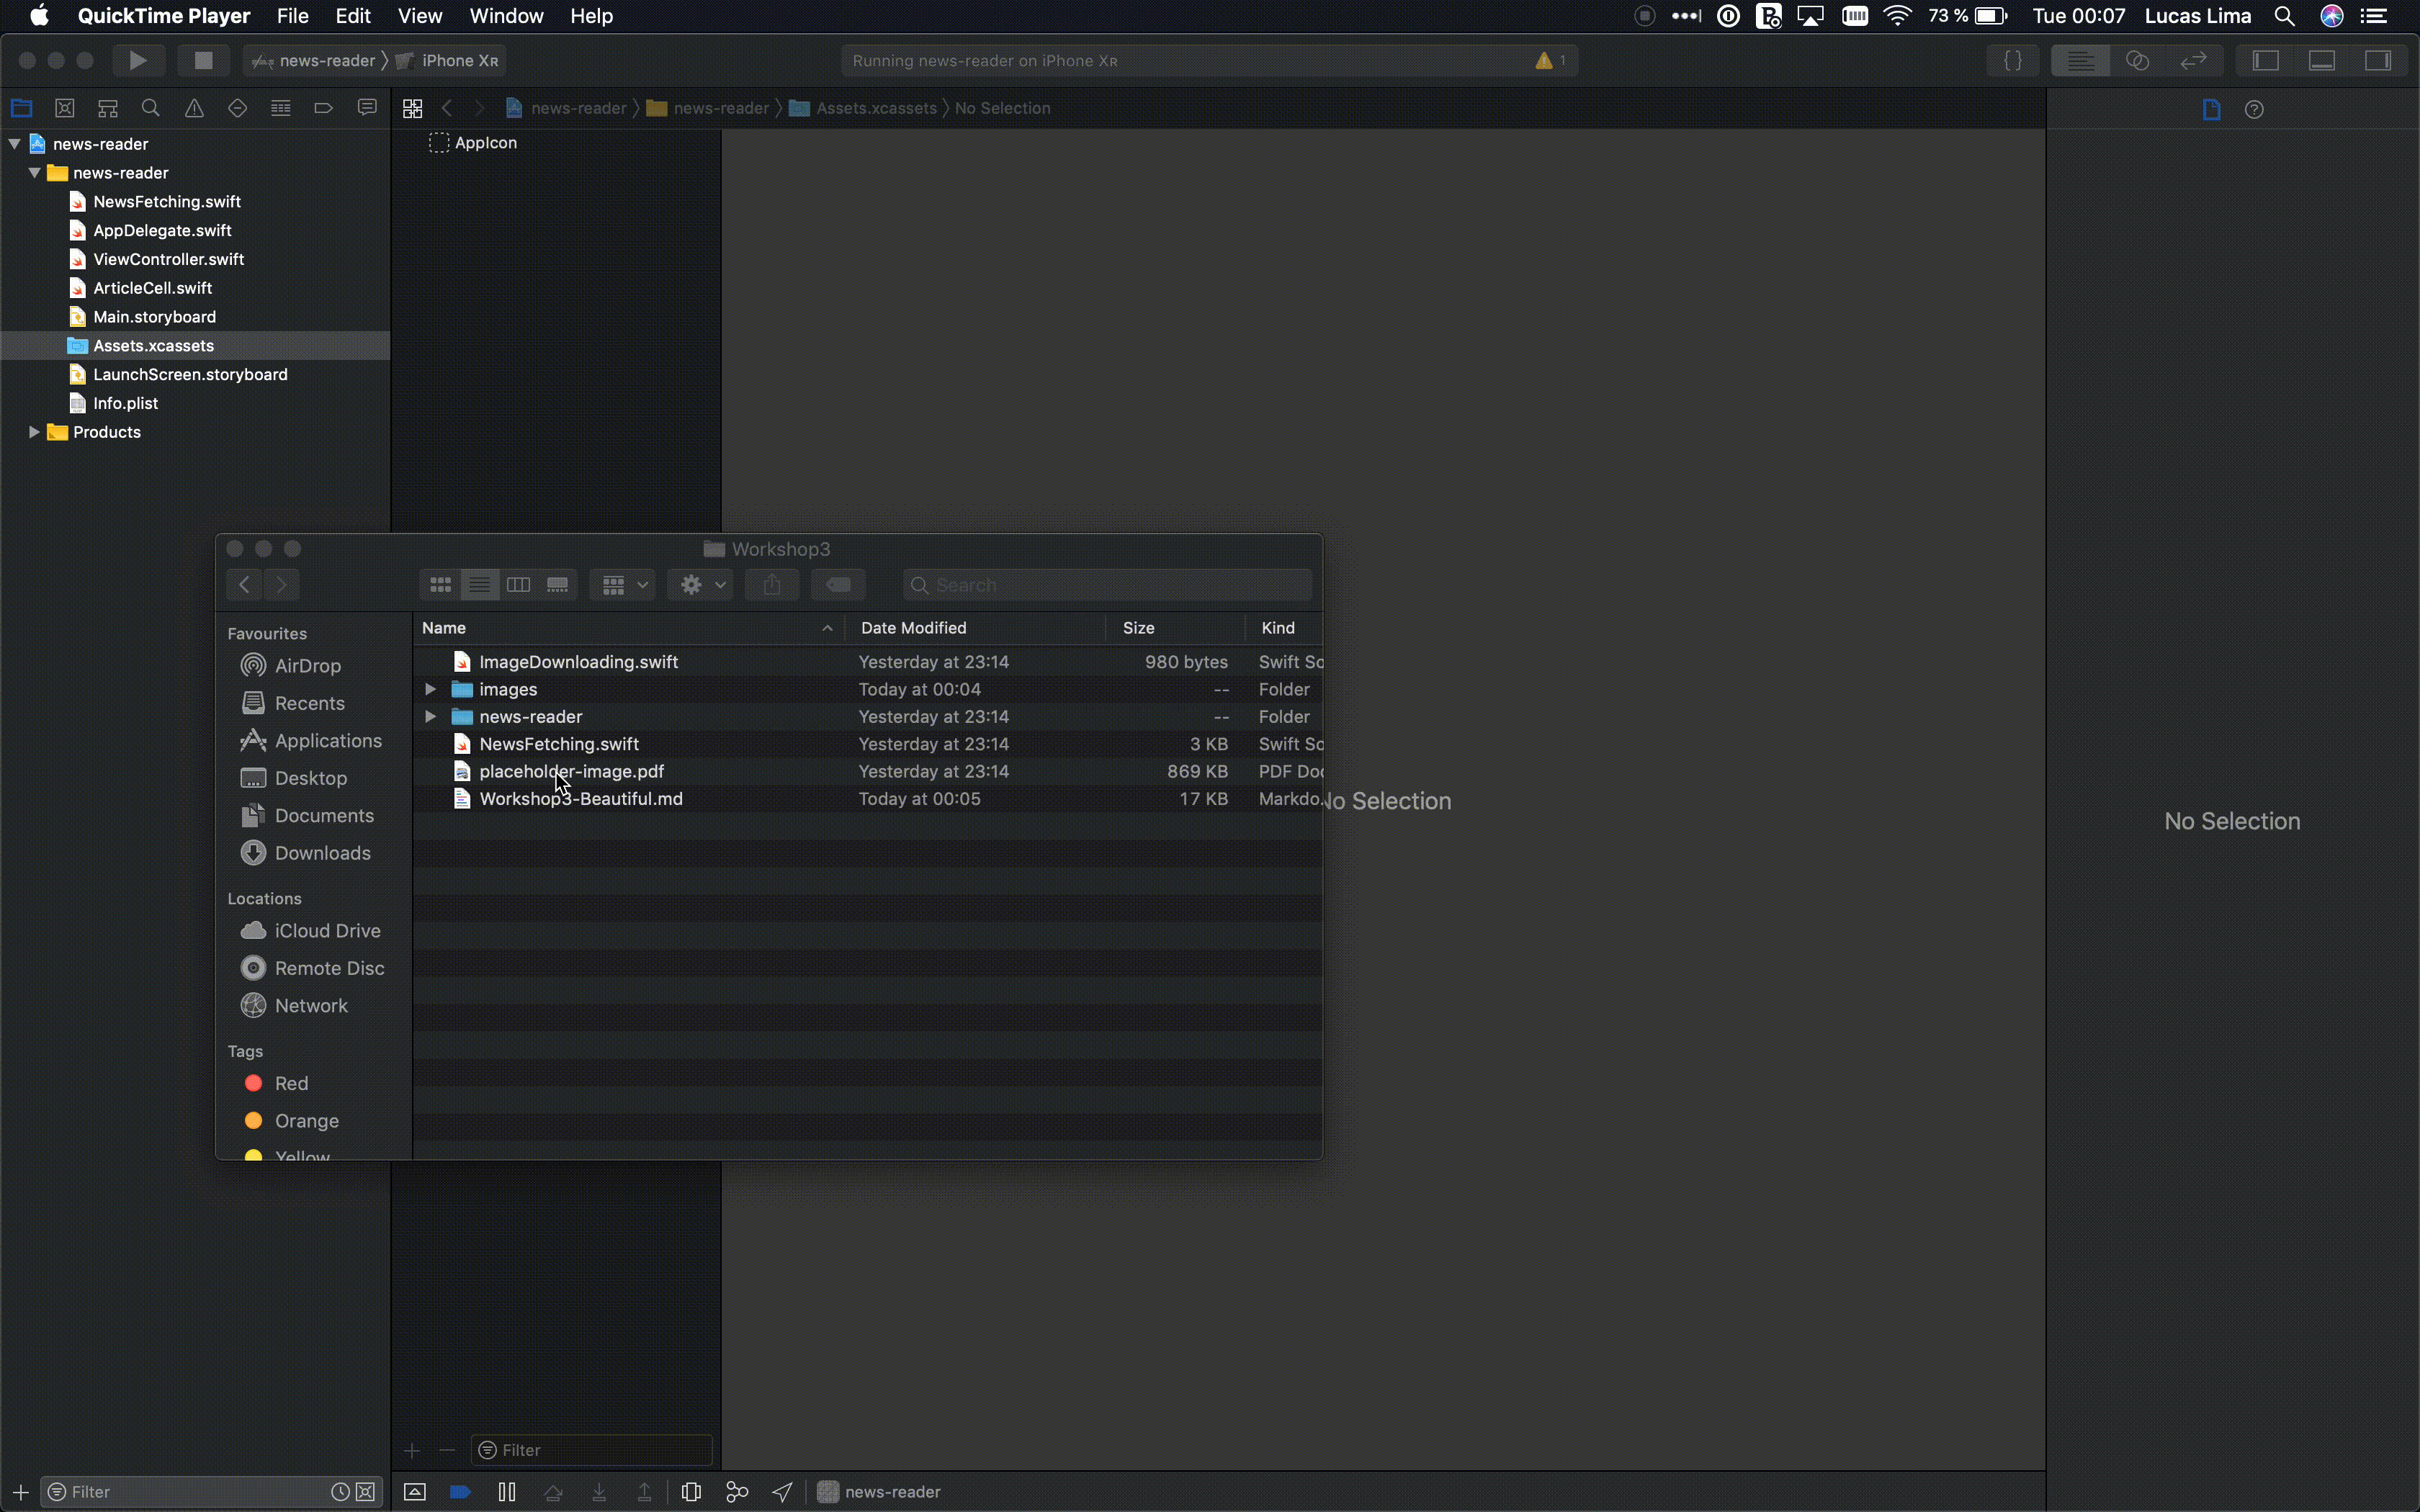 QuickTime Player File Edit View Window Help 73 % Tue 00:07 Lucas Lima
news-reader iPhone XR Running news-reader on iPhone XR 1
news-reader news-reader Assets.xcassets No Selection
news-reader
news-reader
NewsFetching.swift
AppDelegate.swift
ViewController.swift
ArticleCell.swift
Main.storyboard
Assets.xcassets
LaunchScreen.storyboard
Info.plist
Products
AppIcon
Workshop3
Search
Favourites
AirDrop
Recents
Applications
Desktop
Documents
Downloads
Locations
iCloud Drive
Remote Disc
Network
Tags
Red
Orange
Yellow
Name Date Modified Size Kind
ImageDownloading.swift Yesterday at 23:14 980 bytes Swift So
images Today at 00:04 -- Folder
news-reader Yesterday at 23:14 -- Folder
NewsFetching.swift Yesterday at 23:14 3 KB Swift So
placeholder-image.pdf Yesterday at 23:14 869 KB PDF Doc
Workshop3-Beautiful.md Today at 00:05 17 KB Markdo...
No Selection
No Selection
Filter
Filter
news-reader